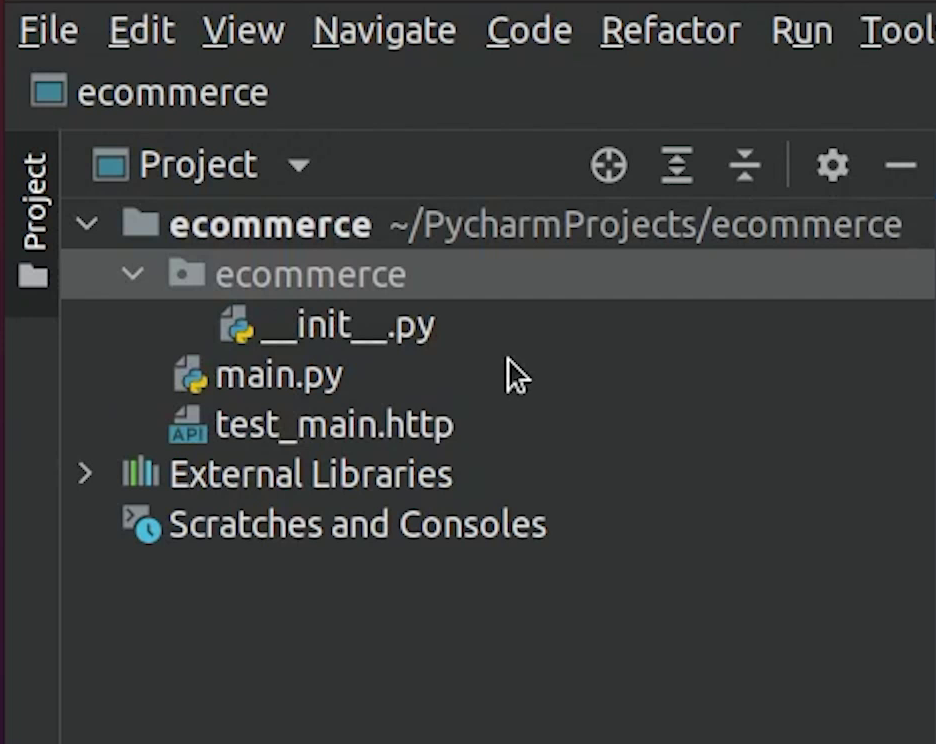 File Edit View Navigate Code Refactor Run Tool
ecommerce
Project
Project
ecommerce ~/PycharmProjects/ecommerce
ecommerce
__init__.py
main.py
API test_main.http
External Libraries
Scratches and Consoles